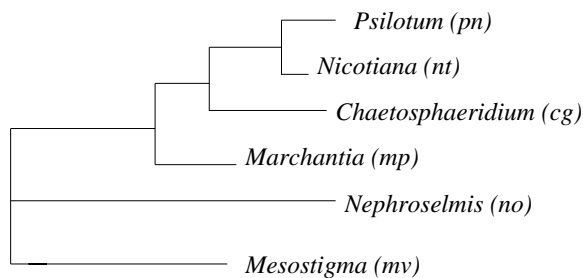 Psilotum (pn)
Nicotiana (nt)
Chaetosphaeridium (cg)
Marchantia (mp)
Nephroselmis (no)
Mesostigma (mv)